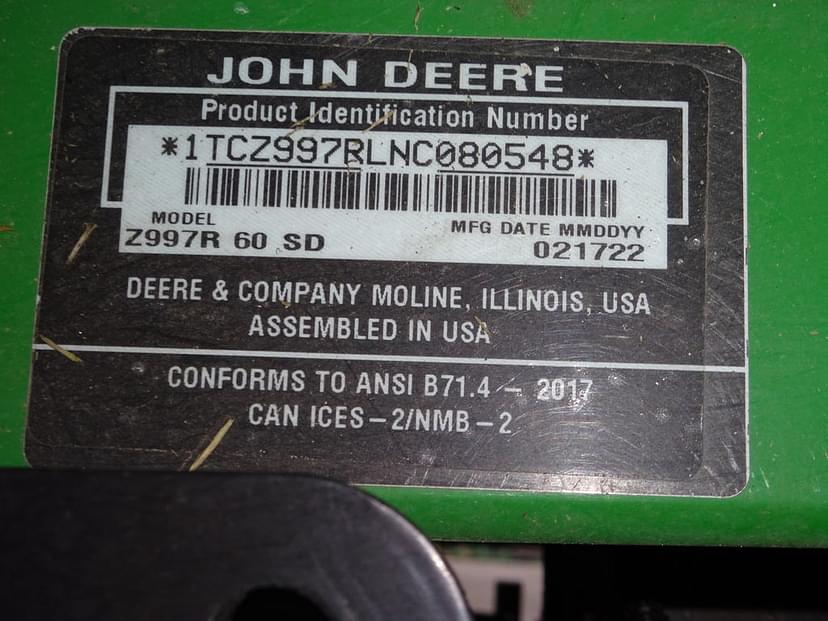 JOHN DEERE
Product Identification Number
*1TCZ997RLNC080548*
MODEL
MFG DATE MMDDYY
Z997R 60 SD
021722
DEERE & COMPANY MOLINE, ILLINOIS, USA
ASSEMBLED IN USA
CONFORMS TO ANSI B71.4 – 2017
CAN ICES – 2/NMB – 2